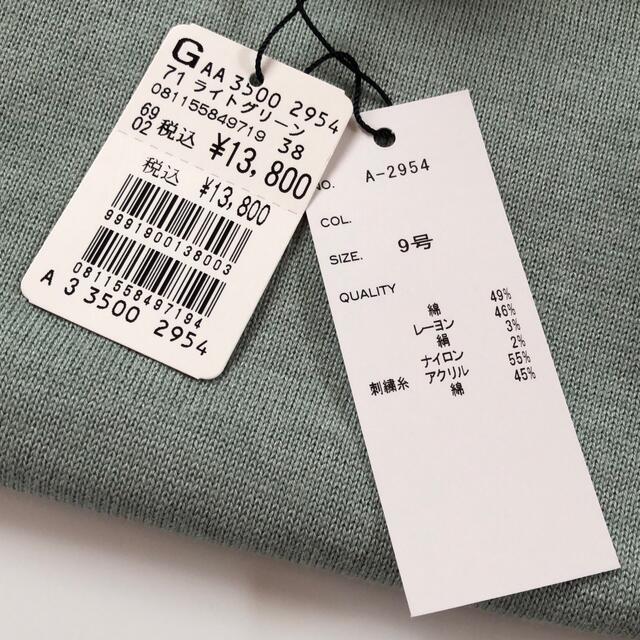 G AA 3500 2954
71 ライトグリーン
081155849719 38
69
02 税込 ¥13,800
税込 ¥13,800
9991900138003
0811558497194
A 3 3500 2954
NO. A-2954
COL.
SIZE. 9号
QUALITY
綿 49%
レーヨン 46%
絹 3%
ナイロン 2%
刺繍糸 アクリル 55%
綿 45%